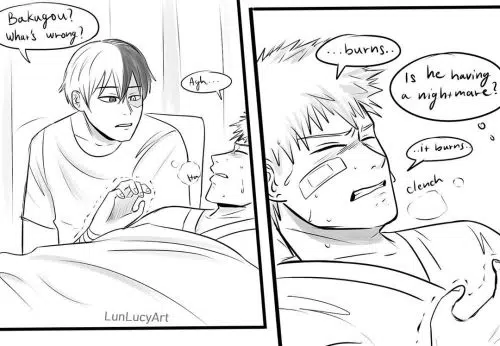 Bakugou?
What's wrong?
Agh...
Hm
LunLucyArt
...burns..
Is he having
a nightmare?
..It burns..
clench